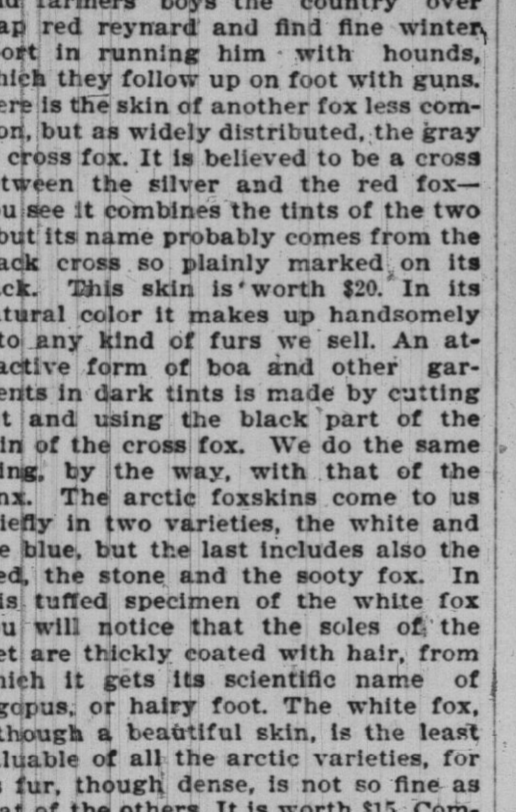 farmers boys the country over
ap red reynard and find fine winter
ort in running him with hounds,
hich they follow up on foot with guns.
ere is the skin of another fox less com-
on, but as widely distributed, the gray
cross fox. It is believed to be a cross
tween the silver and the red fox—
ou see it combines the tints of the two
but its name probably comes from the
ack cross so plainly marked on its
ck. This skin is worth $20. In its
tural color it makes up handsomely
to any kind of furs we sell. An at-
active form of boa and other gar-
ents in dark tints is made by cutting
t and using the black part of the
in of the cross fox. We do the same
ing, by the way, with that of the
nx. The arctic foxskins come to us
iefly in two varieties, the white and
e blue, but the last includes also the
ed, the stone and the sooty fox. In
is tuffed specimen of the white fox
ou will notice that the soles of the
et are thickly coated with hair, from
hich it gets its scientific name of
gopus, or hairy foot. The white fox,
though a beautiful skin, is the least
luable of all the arctic varieties, for
s fur, though dense, is not so fine as
at of the others. It is worth $15. Com-